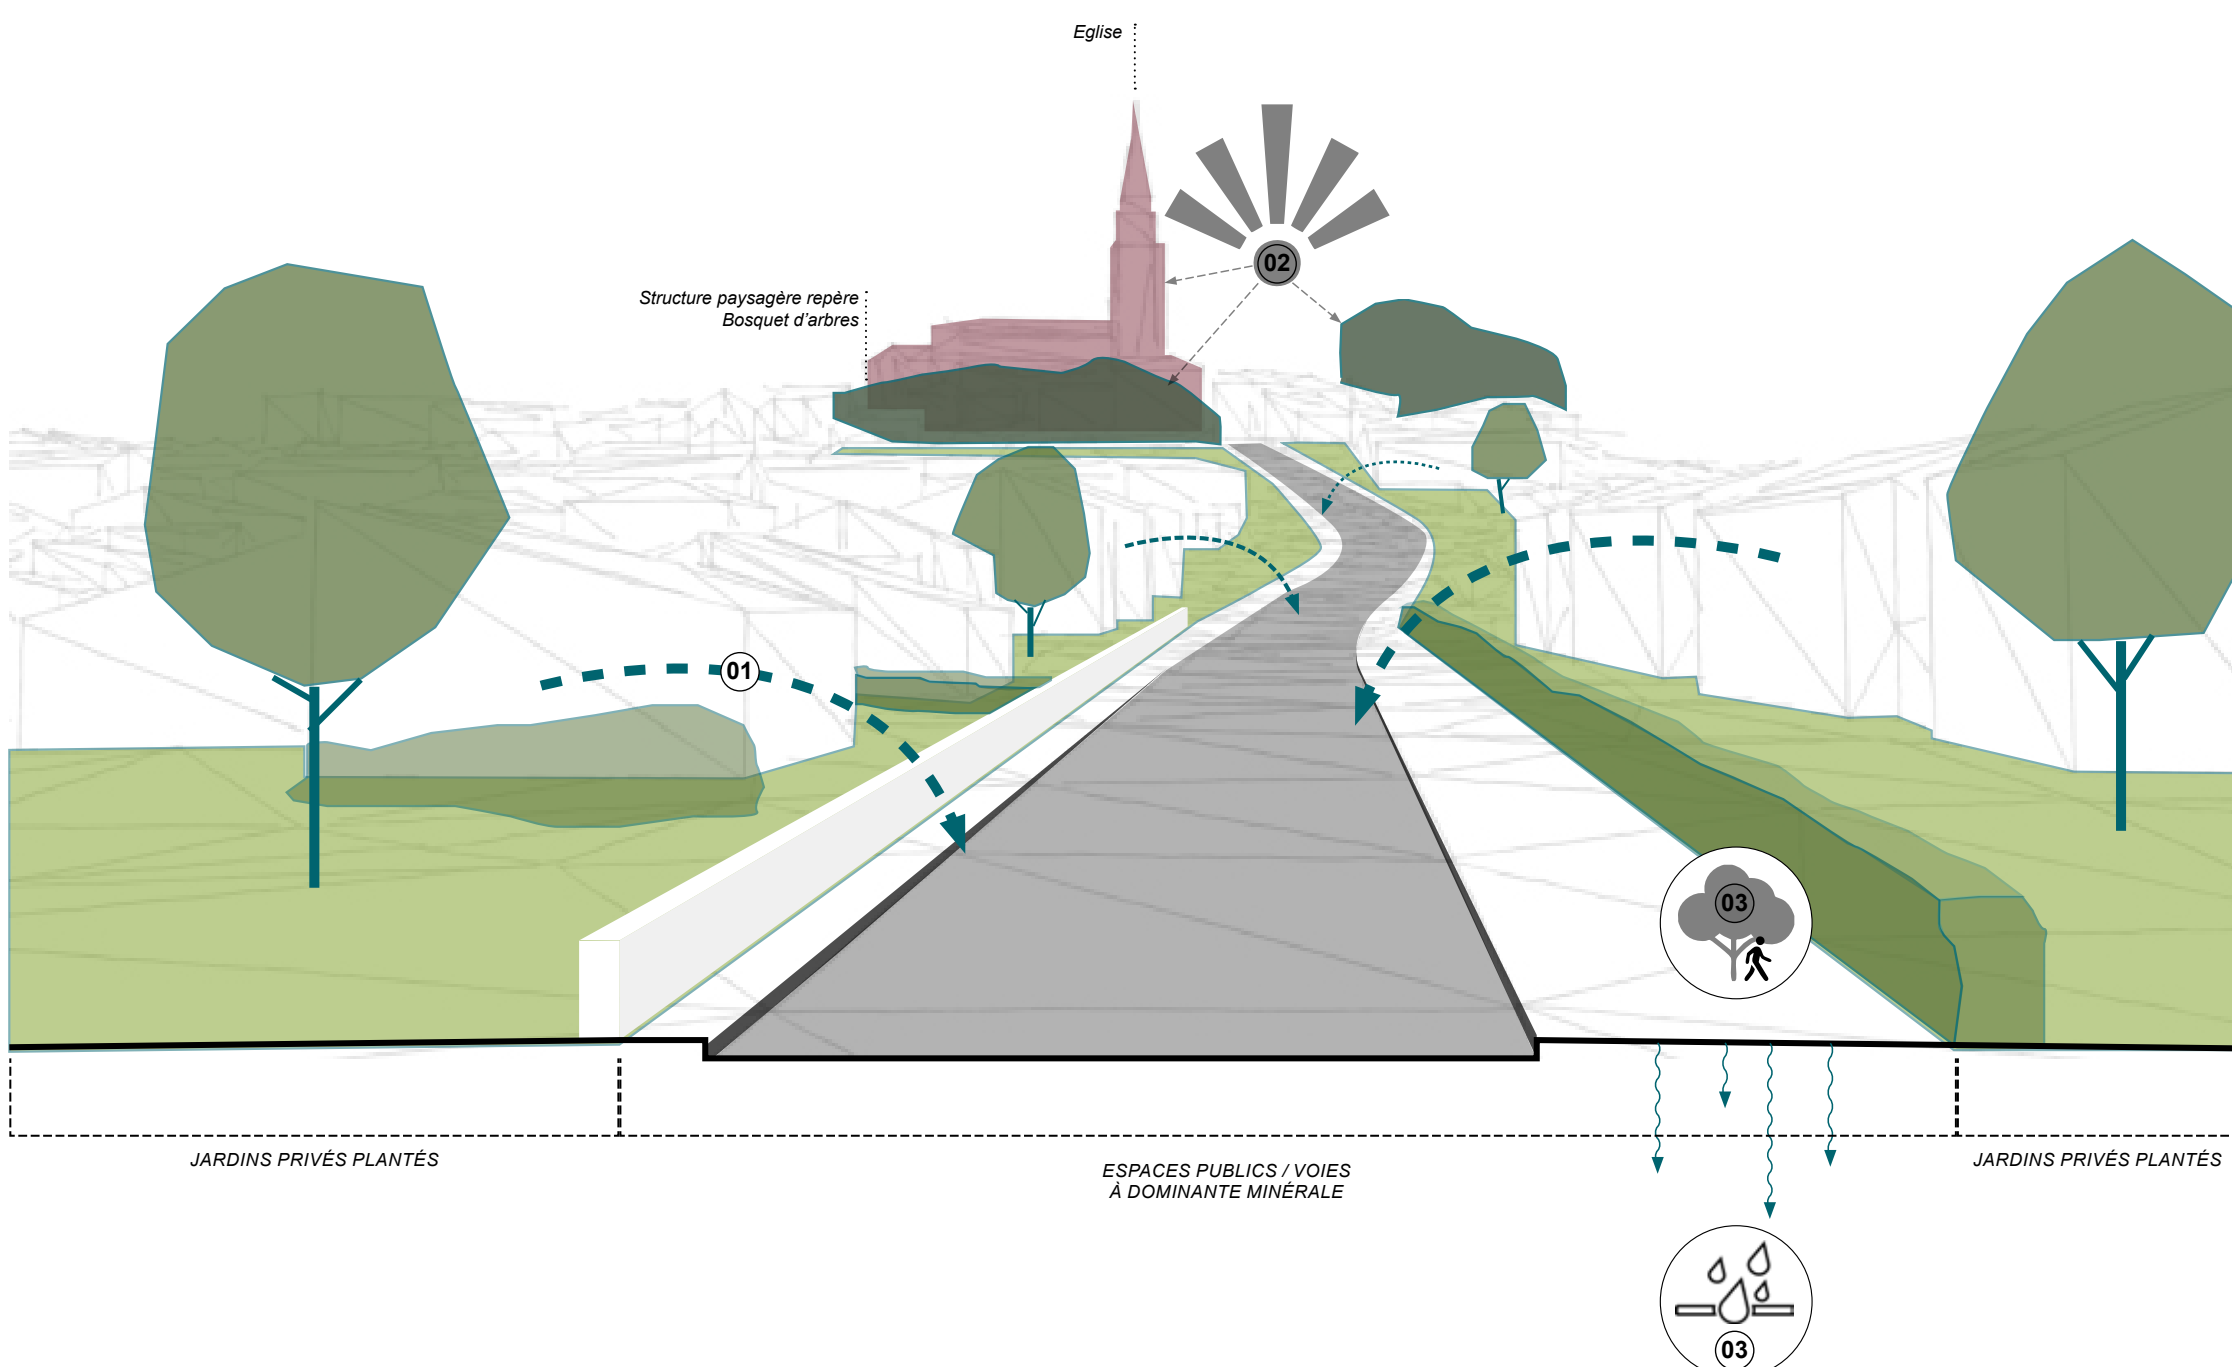 Eglise
02
Structure paysagère repère
Bosquet d’arbres
01
03
JARDINS PRIVÉS PLANTÉS
ESPACES PUBLICS / VOIES
À DOMINANTE MINÉRALE
JARDINS PRIVÉS PLANTÉS
03